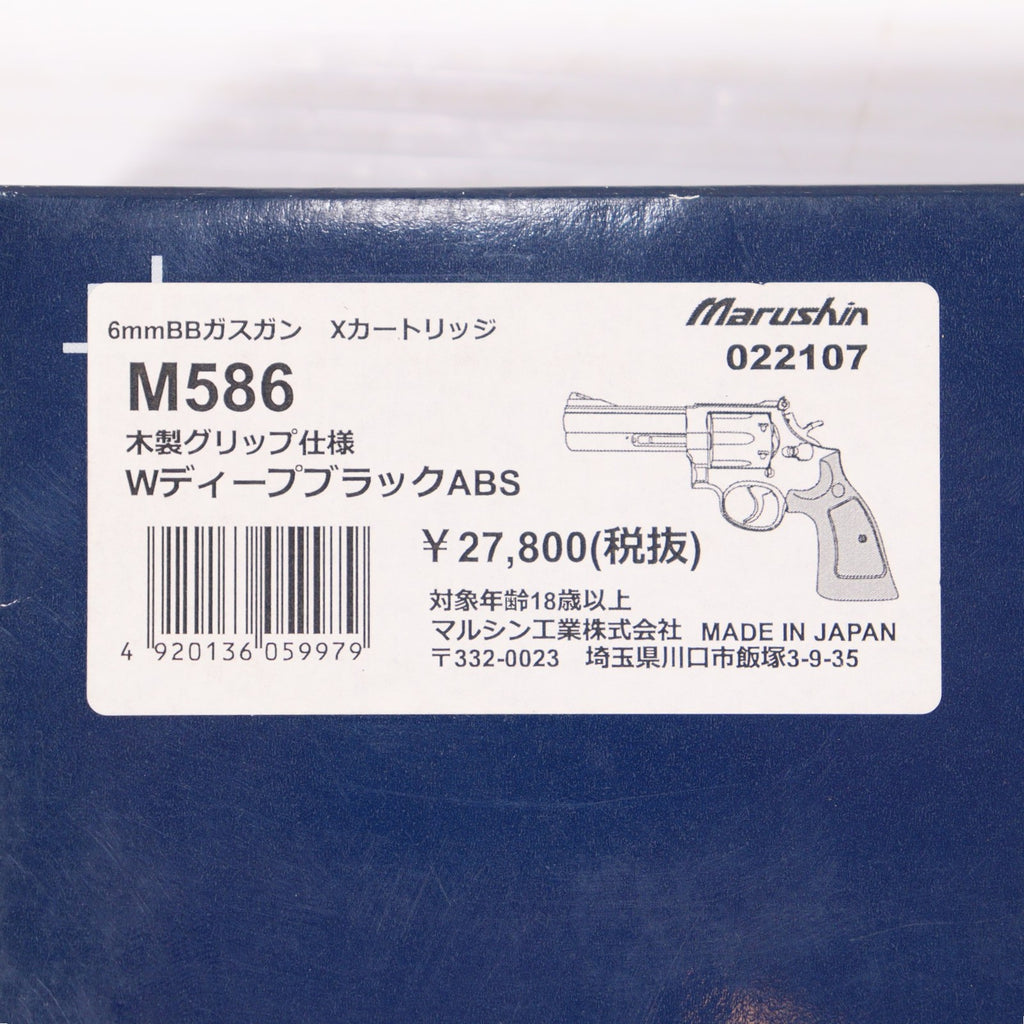 6mmBBガスガン Xカートリッジ
Marushin
022107
M586
木製グリップ仕様
WディープブラックABS
￥27,800(税抜)
対象年齢18歳以上
マルシン工業株式会社 MADE IN JAPAN
〒332-0023 埼玉県川口市飯塚3-9-35
4 920136 059979